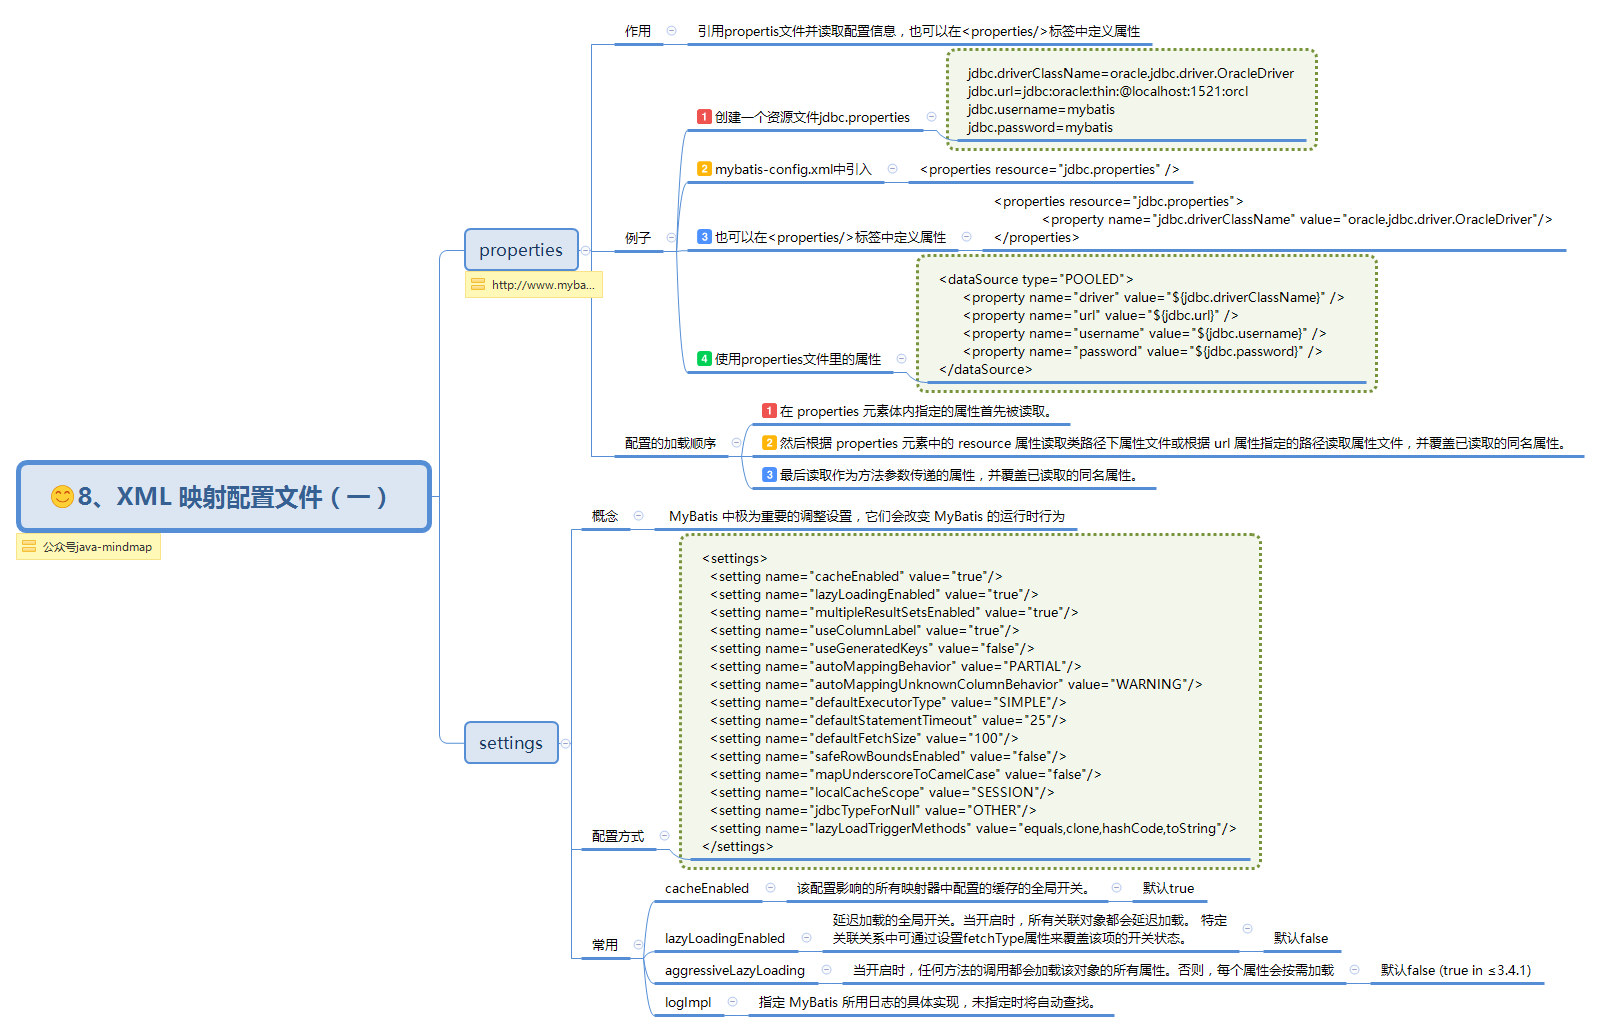 8、XML 映射配置文件（一）
公众号java-mindmap
properties
http://www.myba...
作用
引用propertis文件并读取配置信息，也可以在<properties/>标签中定义属性
例子
1 创建一个资源文件jdbc.properties
jdbc.driverClassName=oracle.jdbc.driver.OracleDriver
jdbc.url=jdbc:oracle:thin:@localhost:1521:orcl
jdbc.username=mybatis
jdbc.password=mybatis
2 mybatis-config.xml中引入
<properties resource="jdbc.properties" />
3 也可以在<properties/>标签中定义属性
<properties resource="jdbc.properties">
<property name="jdbc.driverClassName" value="oracle.jdbc.driver.OracleDriver"/>
</properties>
4 使用properties文件里的属性
<dataSource type="POOLED">
<property name="driver" value="${jdbc.driverClassName}" />
<property name="url" value="${jdbc.url}" />
<property name="username" value="${jdbc.username}" />
<property name="password" value="${jdbc.password}" />
</dataSource>
配置的加载顺序
1 在 properties 元素体内指定的属性首先被读取。
2 然后根据 properties 元素中的 resource 属性读取类路径下属性文件或根据 url 属性指定的路径读取属性文件，并覆盖已读取的同名属性。
3 最后读取作为方法参数传递的属性，并覆盖已读取的同名属性。
settings
概念
MyBatis 中极为重要的调整设置，它们会改变 MyBatis 的运行时行为
配置方式
<settings>
<setting name="cacheEnabled" value="true"/>
<setting name="lazyLoadingEnabled" value="true"/>
<setting name="multipleResultSetsEnabled" value="true"/>
<setting name="useColumnLabel" value="true"/>
<setting name="useGeneratedKeys" value="false"/>
<setting name="autoMappingBehavior" value="PARTIAL"/>
<setting name="autoMappingUnknownColumnBehavior" value="WARNING"/>
<setting name="defaultExecutorType" value="SIMPLE"/>
<setting name="defaultStatementTimeout" value="25"/>
<setting name="defaultFetchSize" value="100"/>
<setting name="safeRowBoundsEnabled" value="false"/>
<setting name="mapUnderscoreToCamelCase" value="false"/>
<setting name="localCacheScope" value="SESSION"/>
<setting name="jdbcTypeForNull" value="OTHER"/>
<setting name="lazyLoadTriggerMethods" value="equals,clone,hashCode,toString"/>
</settings>
常用
cacheEnabled
该配置影响的所有映射器中配置的缓存的全局开关。
默认true
lazyLoadingEnabled
延迟加载的全局开关。当开启时，所有关联对象都会延迟加载。 特定
关联关系中可通过设置fetchType属性来覆盖该项的开关状态。
默认false
aggressiveLazyLoading
当开启时，任何方法的调用都会加载该对象的所有属性。否则，每个属性会按需加载
默认false (true in ≤3.4.1)
logImpl
指定 MyBatis 所用日志的具体实现，未指定时将自动查找。